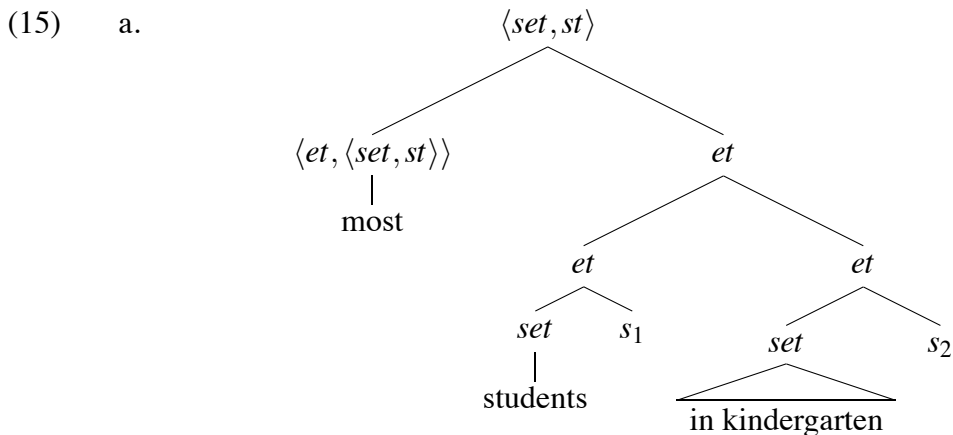 (15) a. ⟨set, st⟩
⟨et, ⟨set, st⟩⟩ et
most
et et
set s₁ set s₂
students
in kindergarten